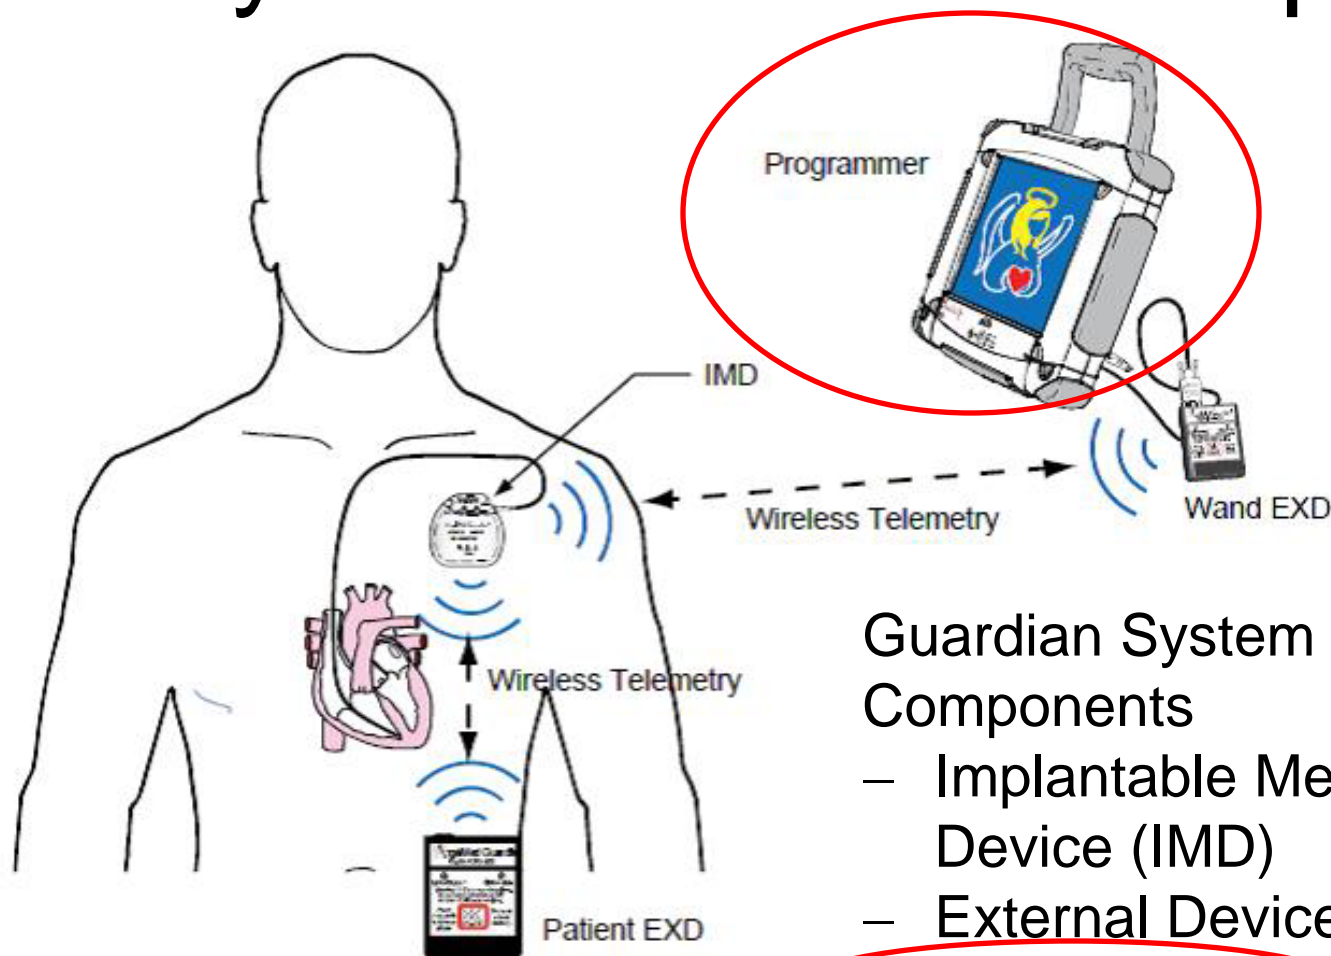 Programmer
IMD
Wireless Telemetry
Wand EXD
Wireless Telemetry
Patient EXD
Guardian System
Components
– Implantable Me
Device (IMD)
– External Device